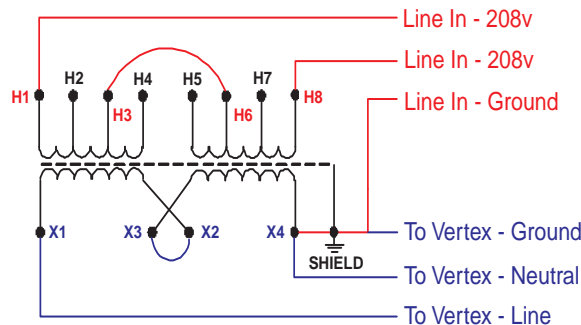 Line In - 208v
Line In - 208v
H2 H4 H5 H7
H1 H3 H6 H8
Line In - Ground
X1 X3 X2 X4
To Vertex - Ground
SHIELD
To Vertex - Neutral
To Vertex - Line